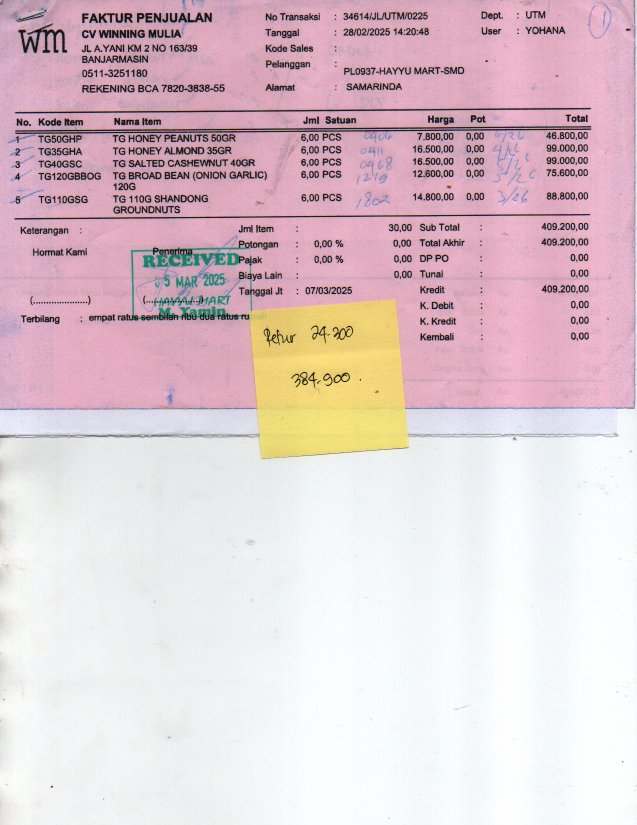 WM
FAKTUR PENJUALAN
CV WINNING MULIA
JL A.YANI KM 2 NO 163/39
BANJARMASIN
0511-3251180
REKENING BCA 7820-3838-55
No Transaksi : 34614/JL/UTM/0225
Tanggal : 28/02/2025 14:20:48
Kode Sales :
Pelanggan :
PL0937-HAYYU MART-SMD
Alamat : SAMARINDA
Dept. : UTM
User : YOHANA
1
No. Kode Item Nama Item Jml Satuan Harga Pot Total
1 TG50GHP TG HONEY PEANUTS 50GR 6,00 PCS 7.800,00 0,00 46.800,00
2 TG35GHA TG HONEY ALMOND 35GR 6,00 PCS 0411 16.500,00 0,00 99.000,00
3 TG40GSC TG SALTED CASHEWNUT 40GR 6,00 PCS 0468 16.500,00 0,00 99.000,00
4 TG120GBBOG TG BROAD BEAN (ONION GARLIC) 6,00 PCS 12.600,00 0,00 75.600,00
120G
5 TG110GSG TG 110G SHANDONG 6,00 PCS 1802 14.800,00 0,00 3/26 88.800,00
GROUNDNUTS
Keterangan :
Hormat Kami Penerima
(......................) (......................)
RECEIVED
05 MAR 2025
HAYYU MART
M. Yamin
Terbilang : empat ratus sembilan ribu dua ratus ru
Jml Item : 30,00
Potongan : 0,00 % 0,00
Pajak : 0,00 % 0,00
Biaya Lain : 0,00
Tanggal Jt : 07/03/2025
Sub Total : 409.200,00
Total Akhir : 409.200,00
DP PO : 0,00
Tunai : 0,00
Kredit : 409.200,00
K. Debit : 0,00
K. Kredit : 0,00
Kembali : 0,00
Retur 24.300
384.900.